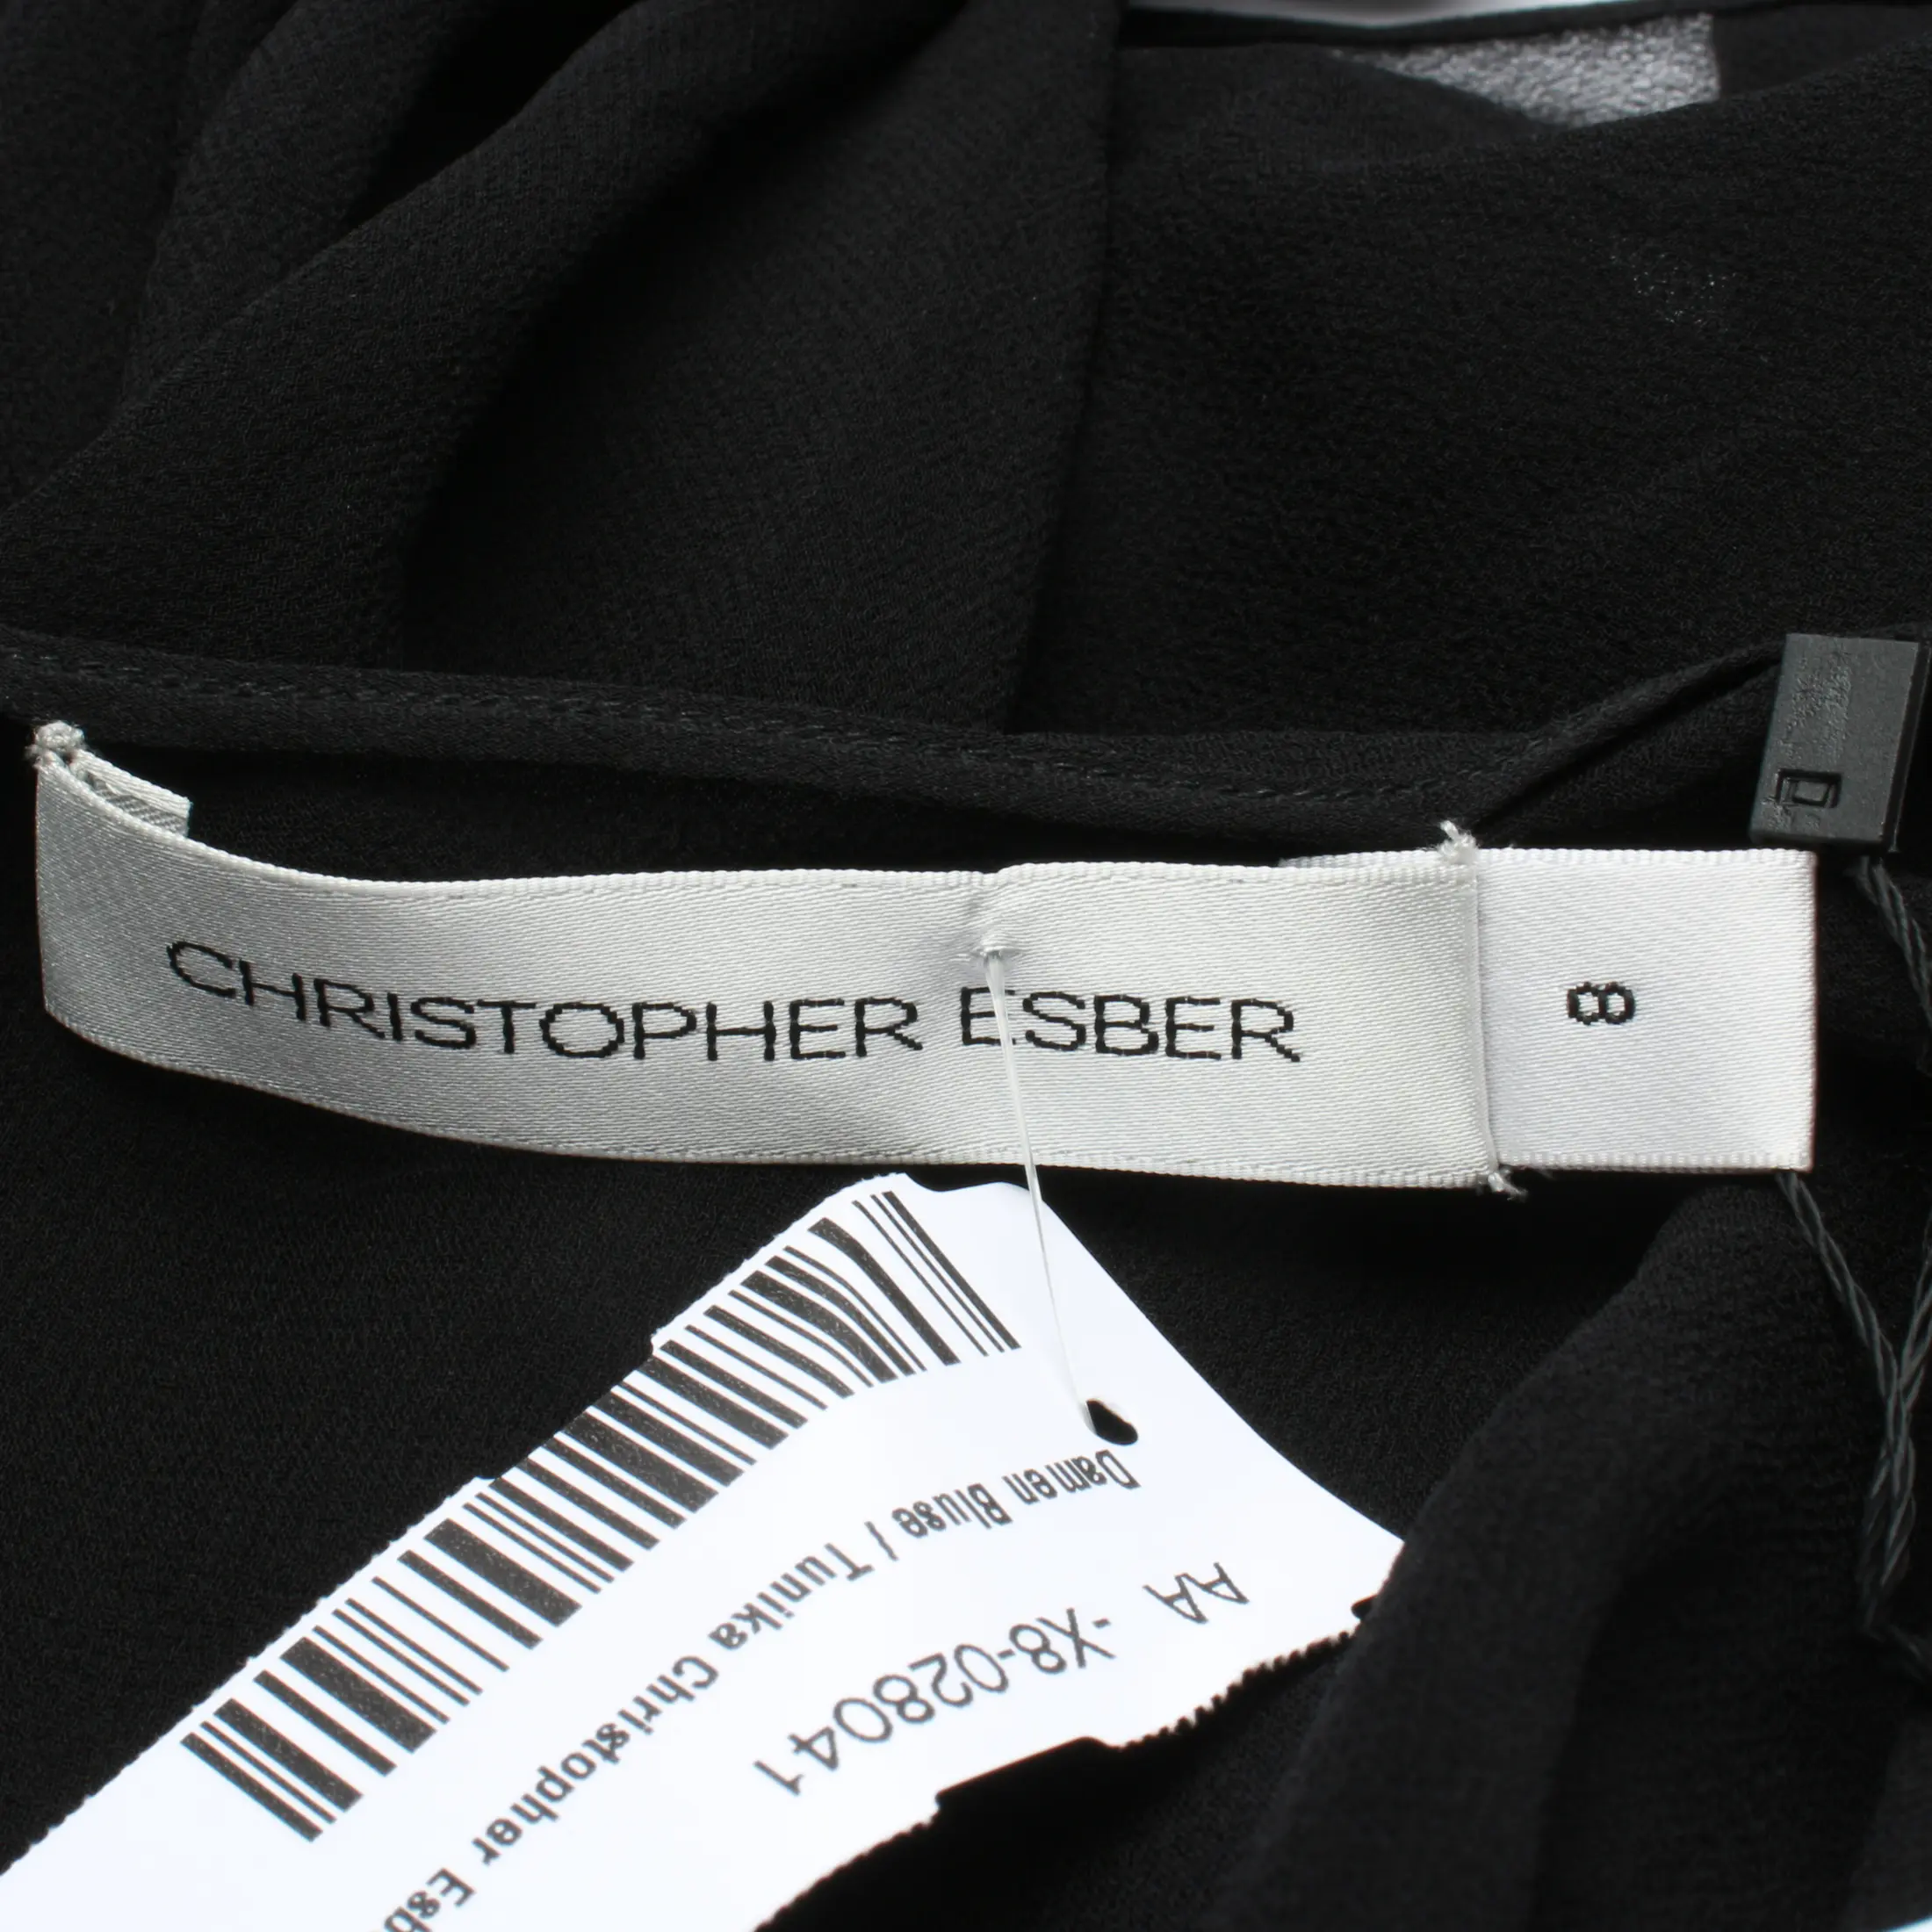 CHRISTOPHER ESBER
8
Damen Bluse / Tunika Christopher Esb
AA -X8-028041